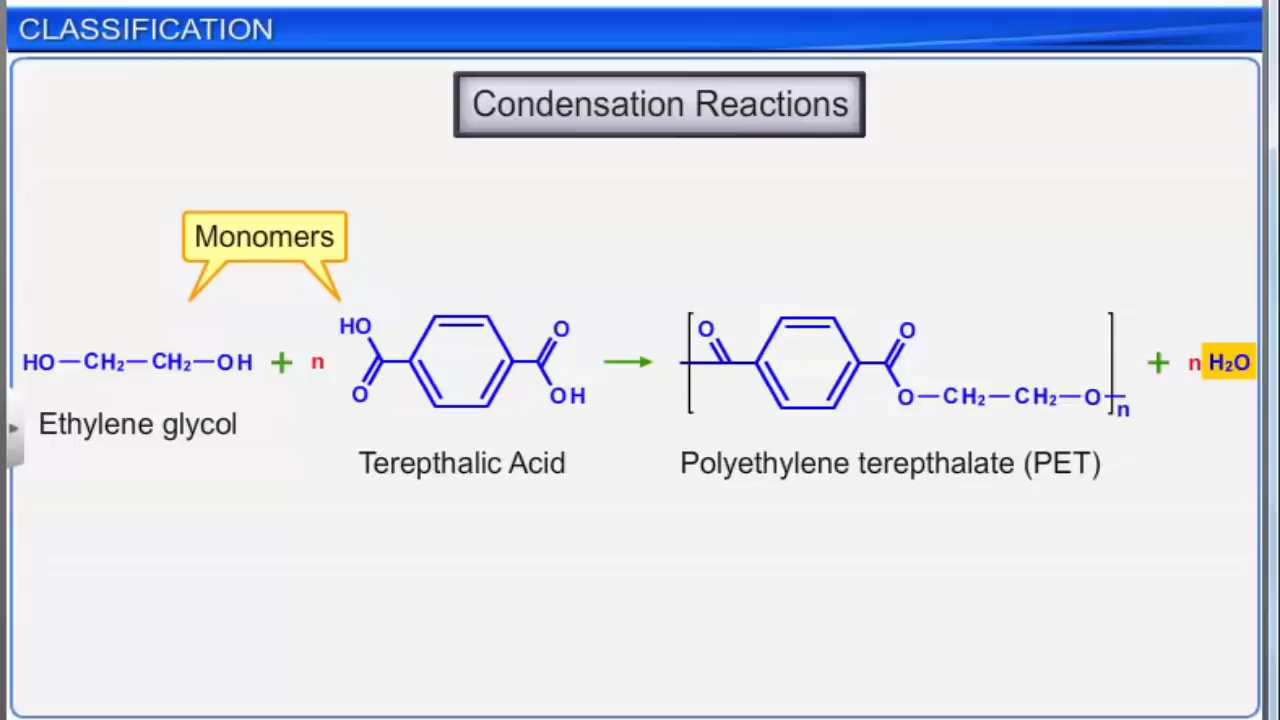 CLASSIFICATION
Condensation Reactions
Monomers
HO—CH₂—CH₂—OH + n HO O O OH → [ O O O—CH₂—CH₂—O ]n + n H₂O
Ethylene glycol
Terepthalic Acid
Polyethylene terepthalate (PET)